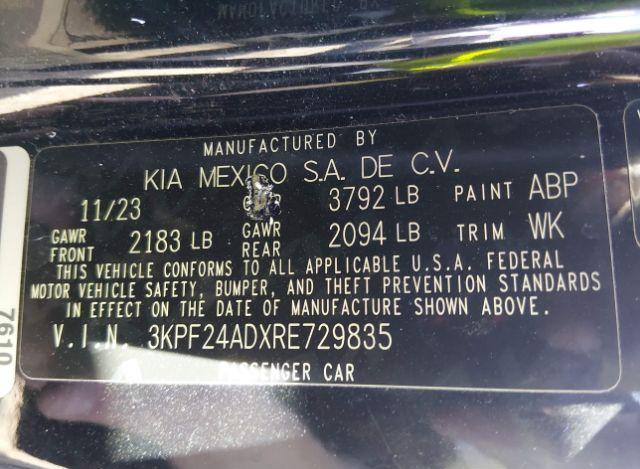 MANUFACTURED BY
KIA MEXICO S.A. DE C.V.
11/23 3792 LB PAINT ABP
GAWR FRONT 2183 LB GAWR REAR 2094 LB TRIM WK
THIS VEHICLE CONFORMS TO ALL APPLICABLE U.S.A. FEDERAL
MOTOR VEHICLE SAFETY, BUMPER, AND THEFT PREVENTION STANDARDS
IN EFFECT ON THE DATE OF MANUFACTURE SHOWN ABOVE.
V.I.N. 3KPF24ADXRE729835
PASSENGER CAR
7610